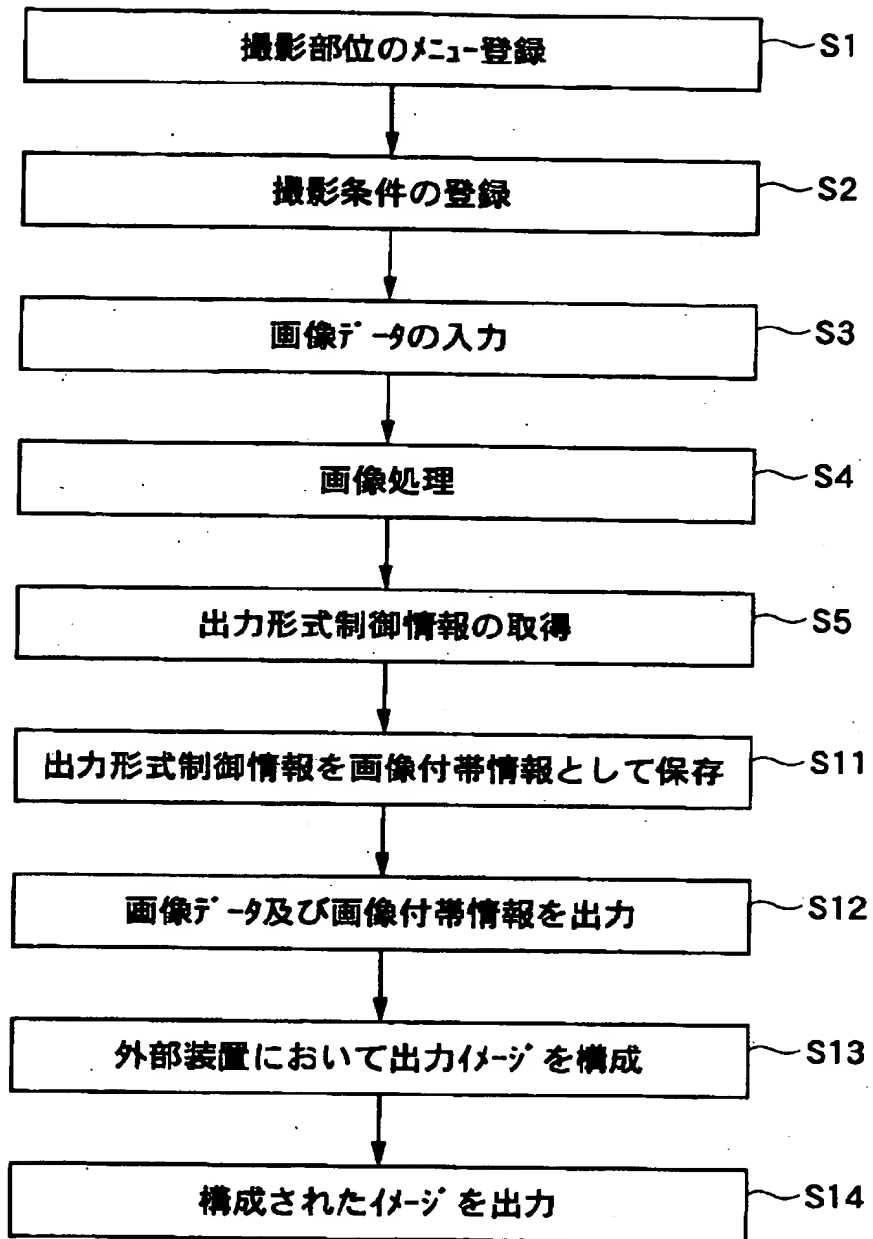 撮影部位のメニュー登録 S1
撮影条件の登録 S2
画像データの入力 S3
画像処理 S4
出力形式制御情報の取得 S5
出力形式制御情報を画像付帯情報として保存 S11
画像データ及び画像付帯情報を出力 S12
外部装置において出力イメージを構成 S13
構成されたイメージを出力 S14